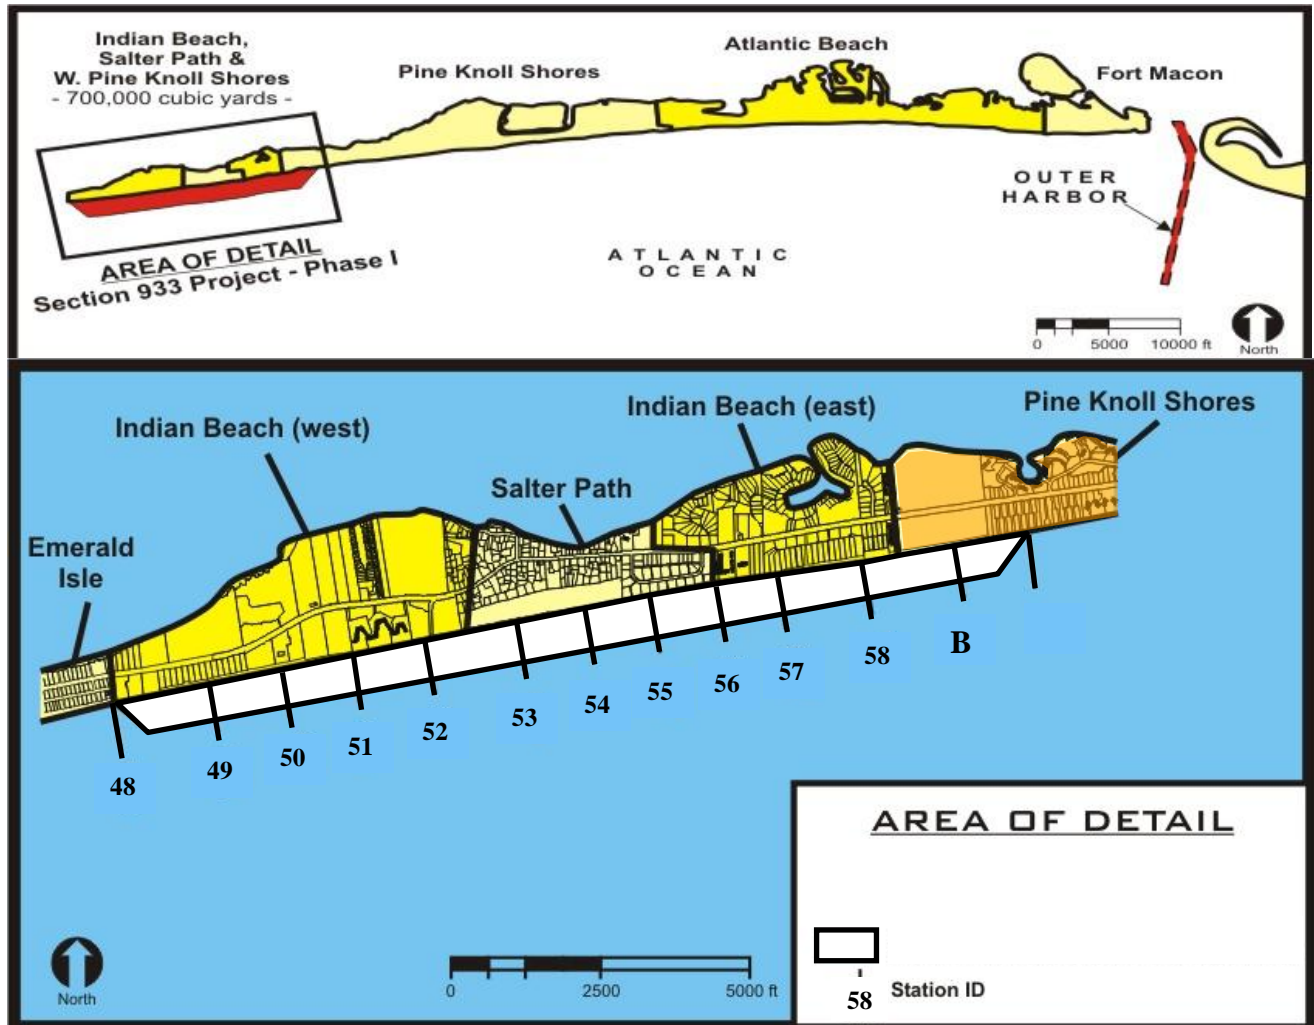 Indian Beach,
Salter Path &
W. Pine Knoll Shores
- 700,000 cubic yards -
Pine Knoll Shores
Atlantic Beach
Fort Macon
OUTER
HARBOR
ATLANTIC
OCEAN
AREA OF DETAIL
Section 933 Project - Phase I
0 5000 10000 ft
North
Indian Beach (west)
Indian Beach (east)
Pine Knoll Shores
Salter Path
Emerald
Isle
48
49
50
51
52
53
54
55
56
57
58
B
AREA OF DETAIL
58 Station ID
North
0 2500 5000 ft